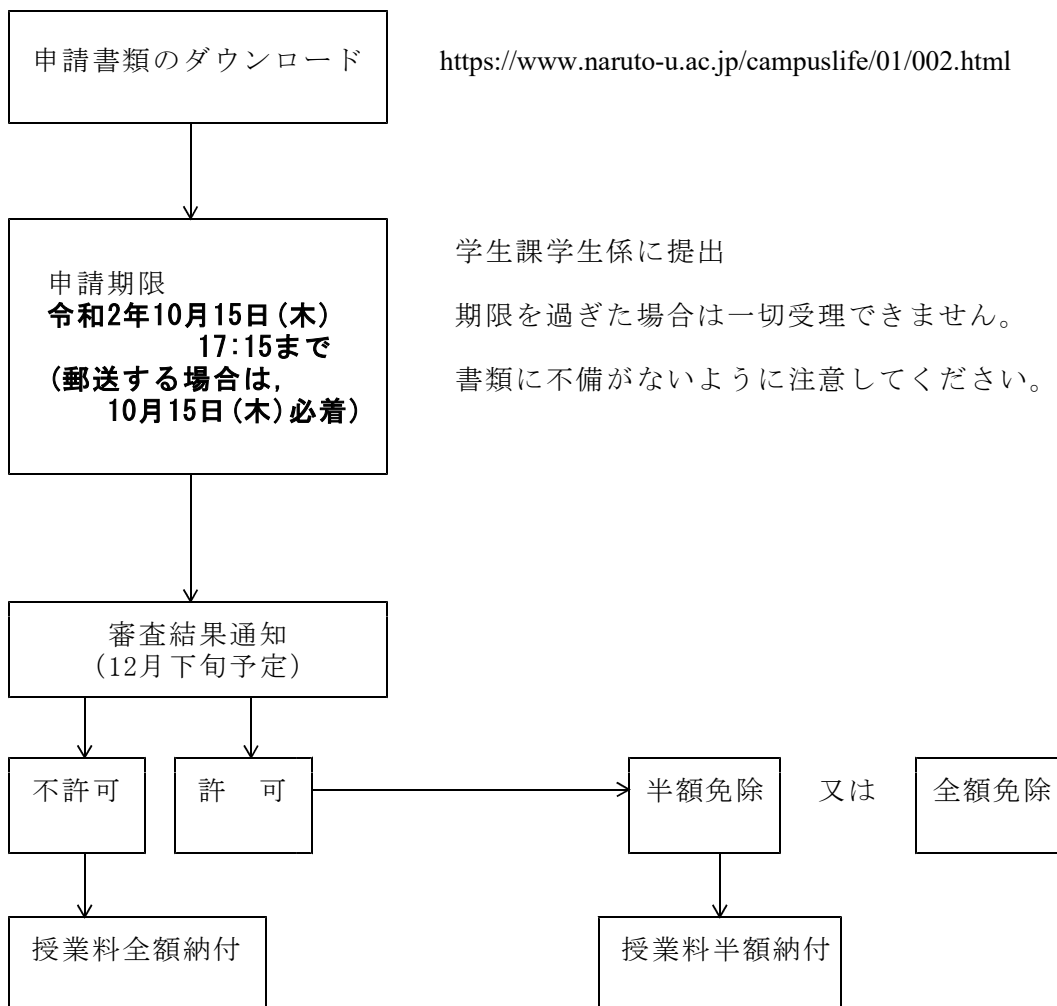 申請書類のダウンロード
https://www.naruto-u.ac.jp/campuslife/01/002.html
申請期限
令和2年10月15日(木)
17:15まで
(郵送する場合は,
10月15日(木)必着)
学生課学生係に提出
期限を過ぎた場合は一切受理できません。
書類に不備がないように注意してください。
審査結果通知
(12月下旬予定)
不許可
許 可
半額免除
又は
全額免除
授業料全額納付
授業料半額納付